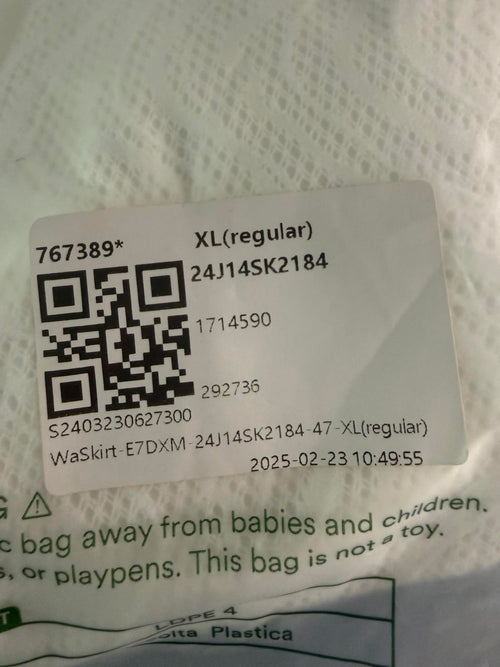 767389*
XL(regular)
24J14SK2184
1714590
292736
S2403230627300
WaSkirt-E7DXM-24J14SK2184-47-XL(regular)
2025-02-23 10:49:55
G
c bag away from babies and children.
s, or playpens. This bag is not a toy.
T
LDPE 4
olta Plastica